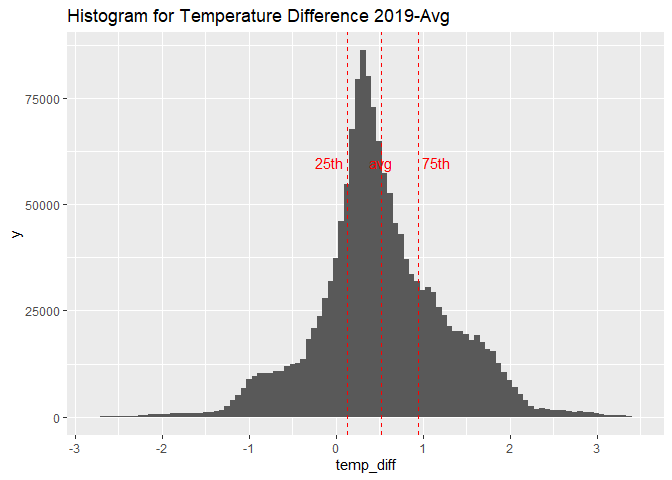 Histogram for Temperature Difference 2019-Avg
y
75000
50000
25000
0
25th avg 75th
-3 -2 -1 0 1 2 3
temp_diff